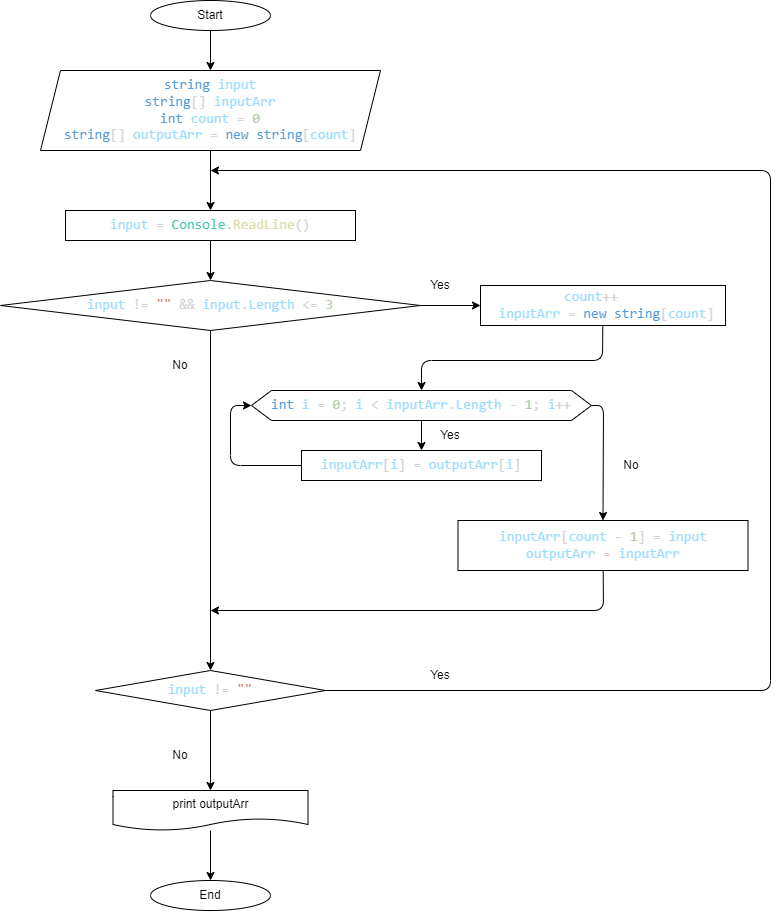 Start
string input
string[] inputArr
int count = 0
string[] outputArr = new string[count]
input = Console.ReadLine()
input != "" && input.Length <= 3
Yes
count++
inputArr = new string[count]
No
int i = 0; i < inputArr.Length - 1; i++
Yes
inputArr[i] = outputArr[i]
No
inputArr[count - 1] = input
outputArr = inputArr
input != ""
Yes
No
print outputArr
End